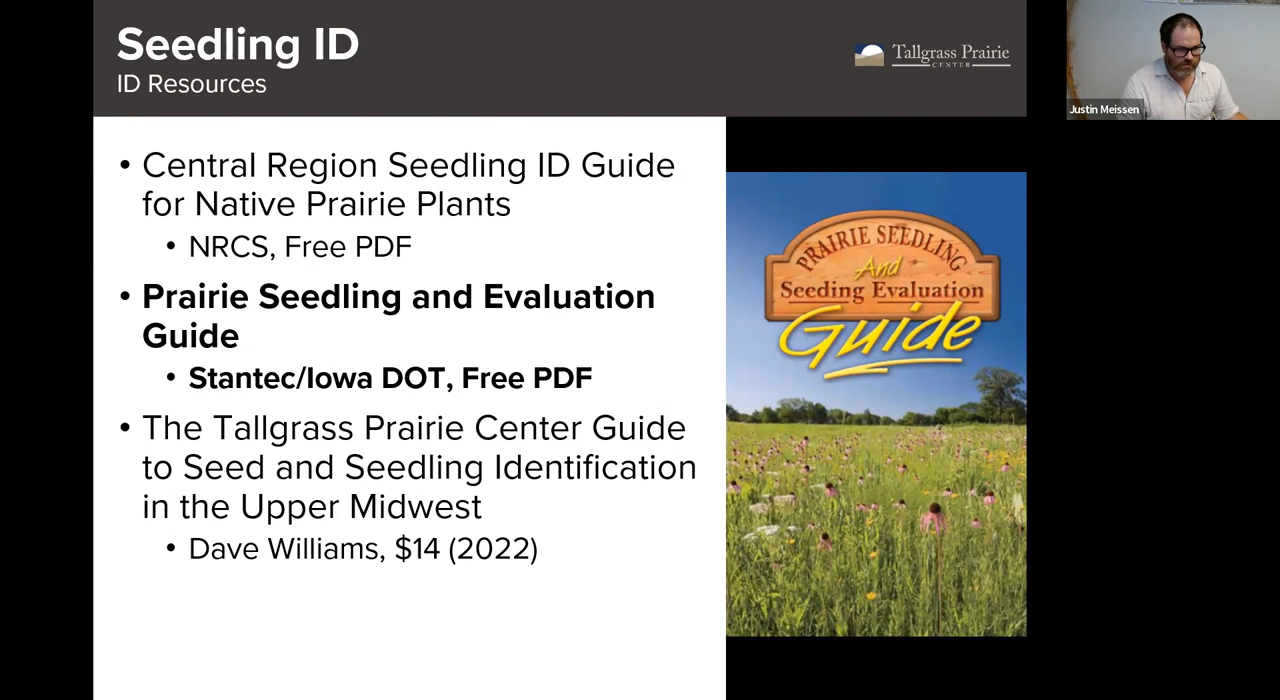 Seedling ID
ID Resources
Tallgrass Prairie
CENTER
Justin Meissen
• Central Region Seedling ID Guide
for Native Prairie Plants
• NRCS, Free PDF
• Prairie Seedling and Evaluation
Guide
• Stantec/Iowa DOT, Free PDF
• The Tallgrass Prairie Center Guide
to Seed and Seedling Identification
in the Upper Midwest
• Dave Williams, $14 (2022)
PRAIRIE SEEDLING
And
Seeding Evaluation
Guide